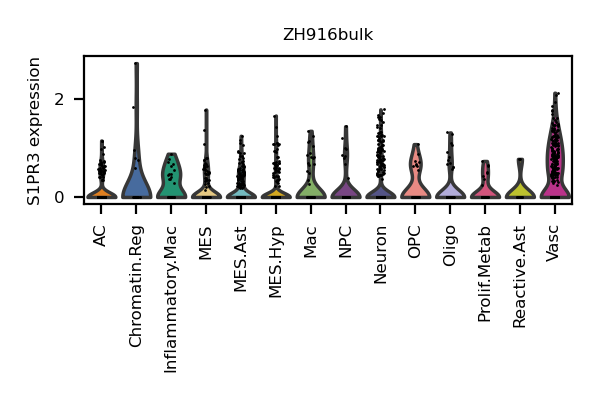 ZH916bulk
S1PR3 expression
2
0
AC
Chromatin.Reg
Inflammatory.Mac
MES
MES.Ast
MES.Hyp
Mac
NPC
Neuron
OPC
Oligo
Prolif.Metab
Reactive.Ast
Vasc